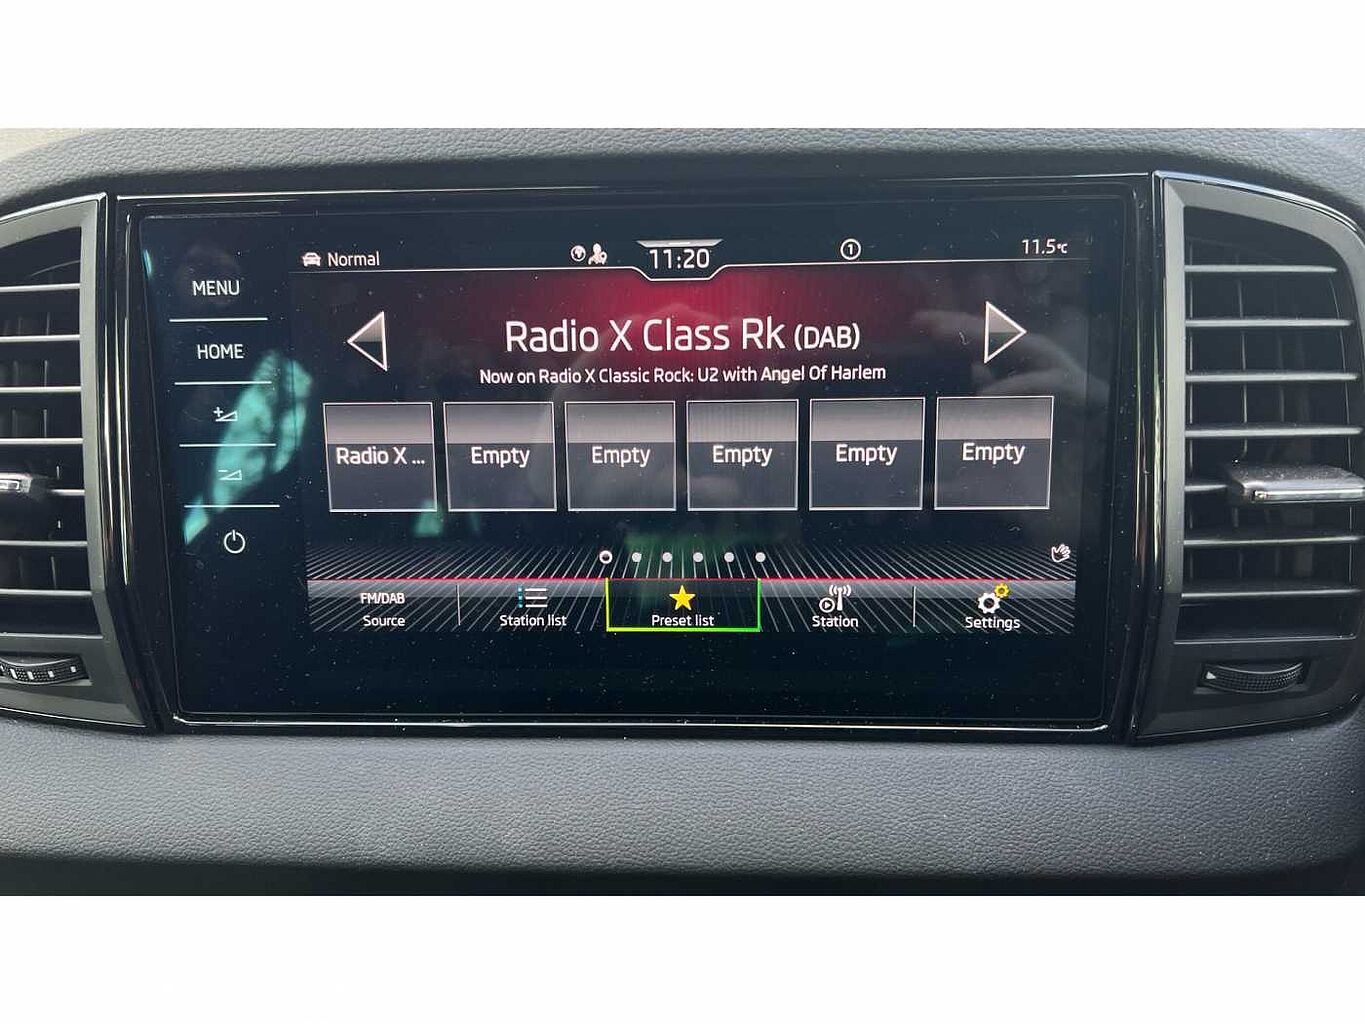 Normal
11:20
1
11.5°C
MENU
HOME
Radio X Class Rk (DAB)
Now on Radio X Classic Rock: U2 with Angel Of Harlem
Radio X ...
Empty
Empty
Empty
Empty
Empty
FM/DAB
Source
Station list
Preset list
Station
Settings